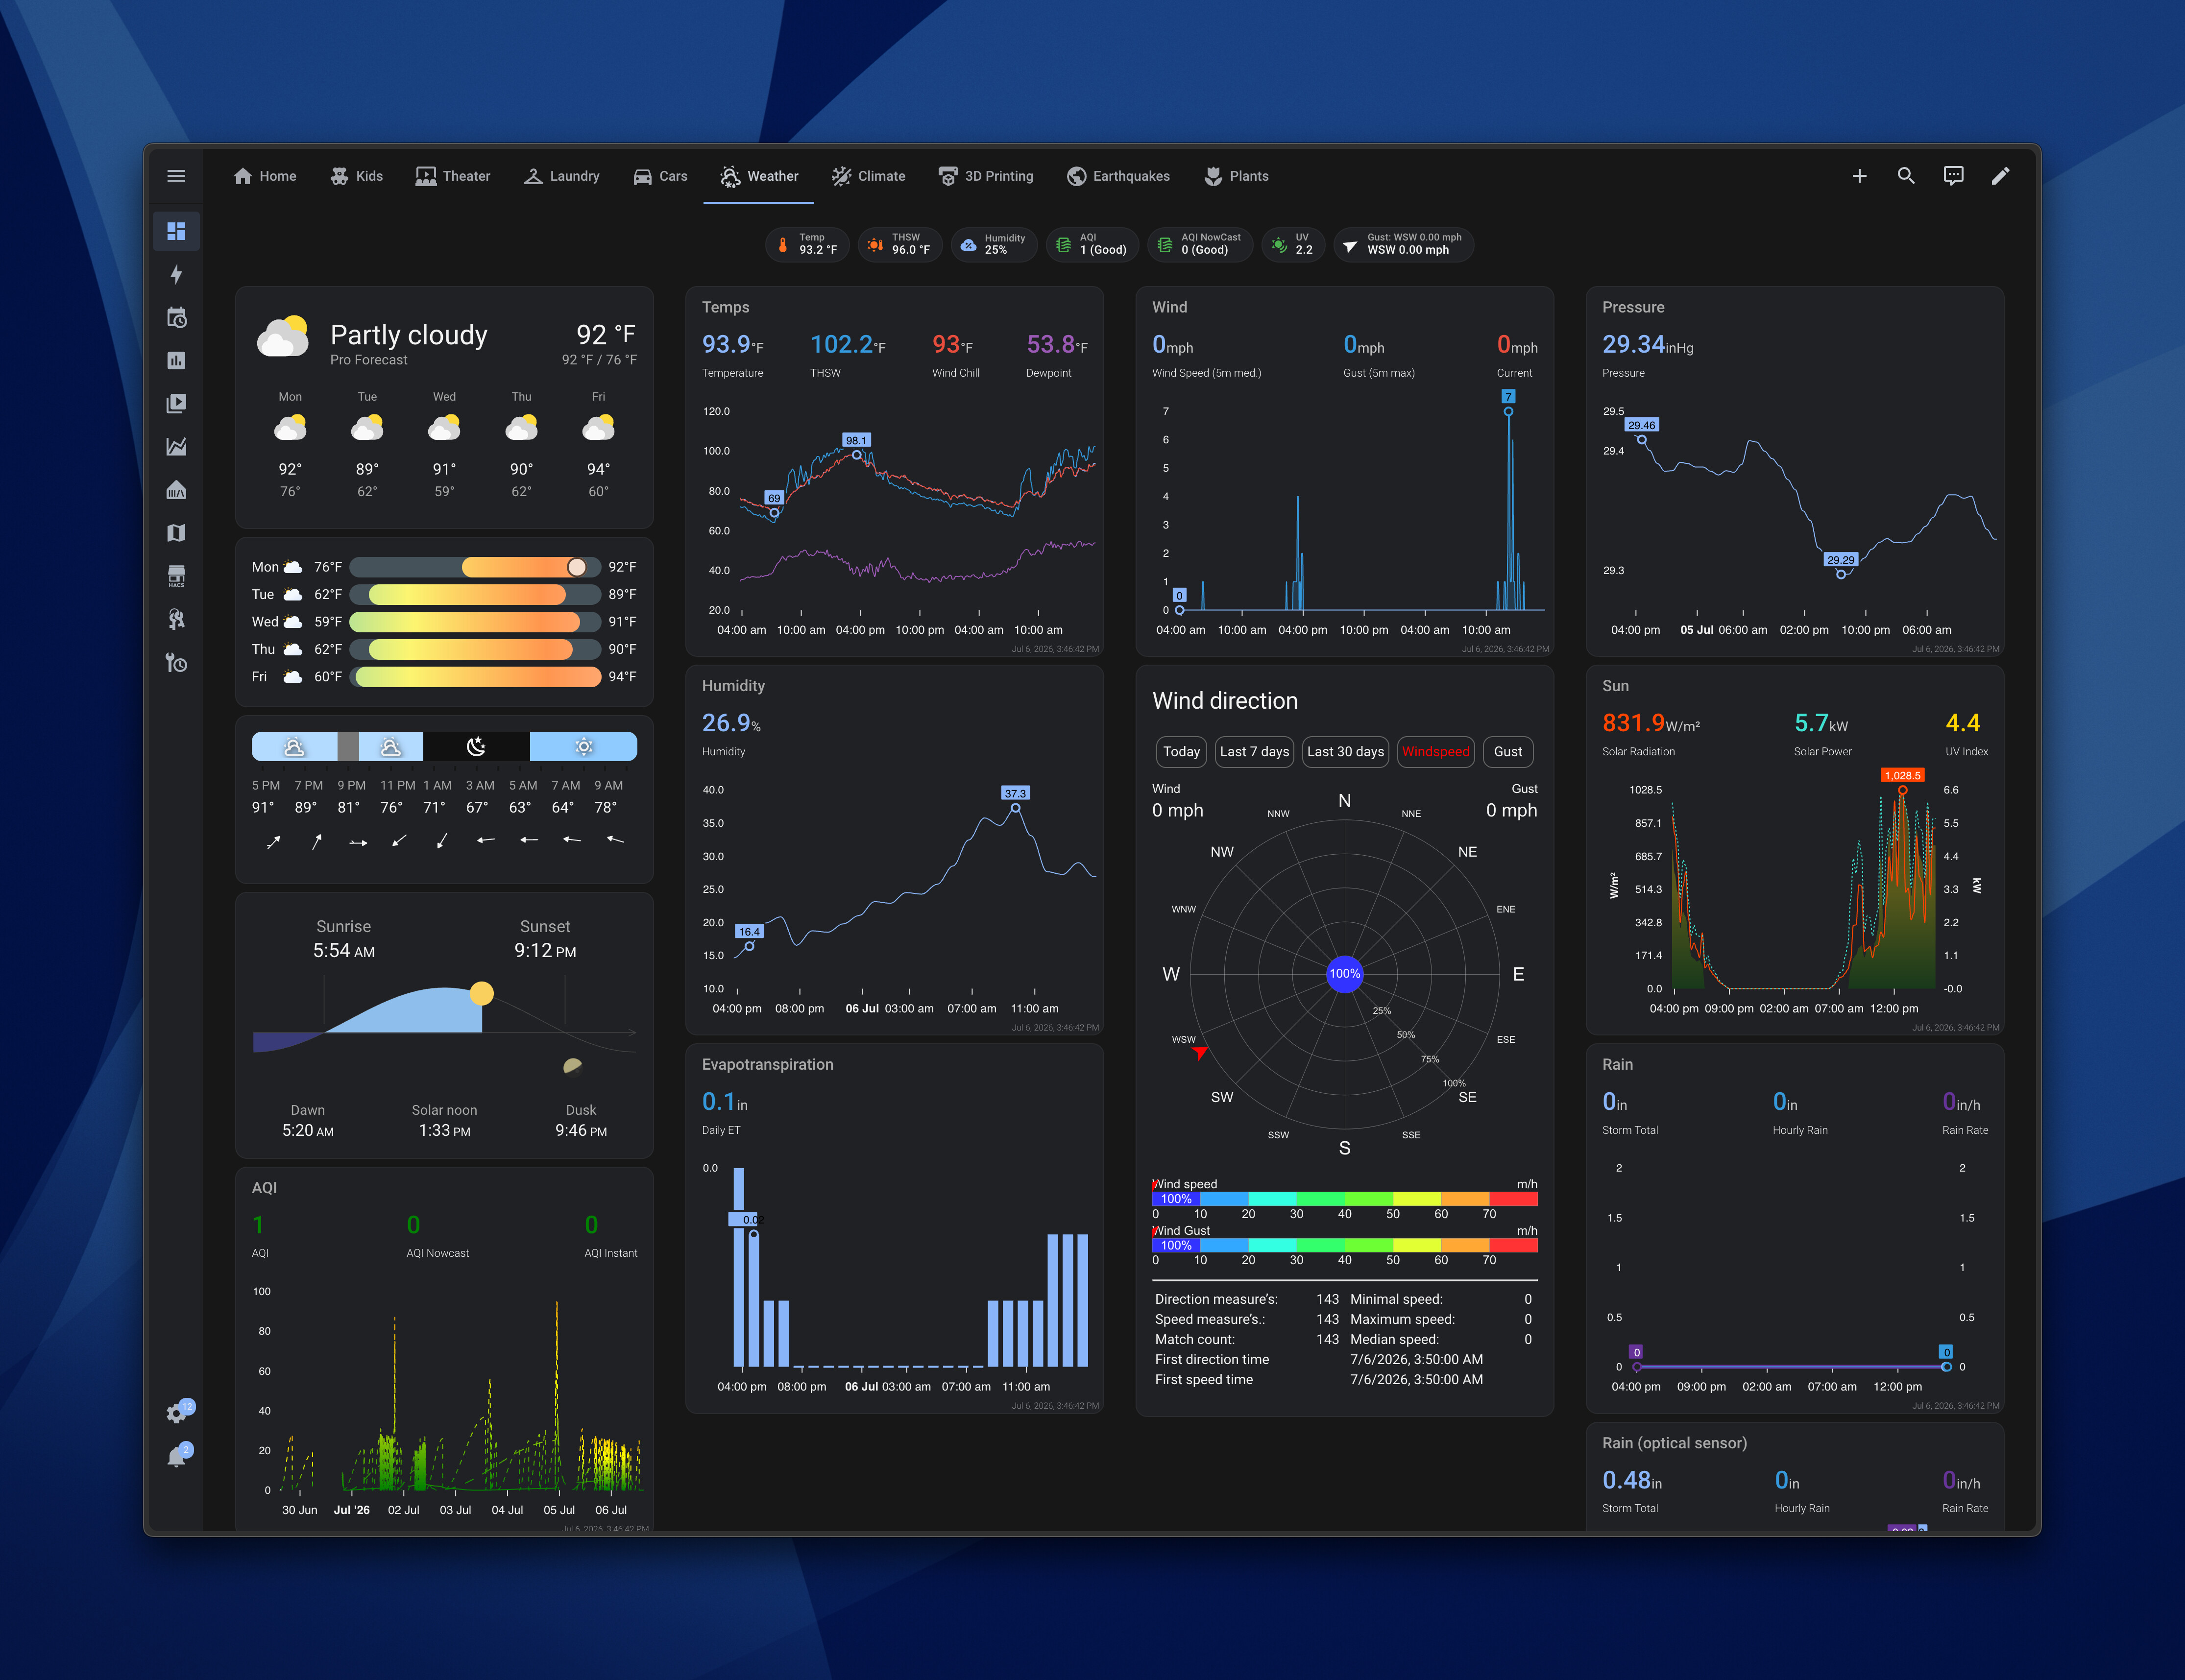 Home Kids Theater Laundry Cars Weather Climate 3D Printing Earthquakes Plants
HACS
12
2
Temp
93.2 °F
THSW
96.0 °F
Humidity
25%
AQI
1 (Good)
AQI NowCast
0 (Good)
UV
2.2
Gust: WSW 0.00 mph
WSW 0.00 mph
Partly cloudy
Pro Forecast
92 °F
92 °F / 76 °F
Mon Tue Wed Thu Fri
92° 89° 91° 90° 94°
76° 62° 59° 62° 60°
Mon 76°F 92°F
Tue 62°F 89°F
Wed 59°F 91°F
Thu 62°F 90°F
Fri 60°F 94°F
5 PM 7 PM 9 PM 11 PM 1 AM 3 AM 5 AM 7 AM 9 AM
91° 89° 81° 76° 71° 67° 63° 64° 78°
Sunrise Sunset
5:54 AM 9:12 PM
Dawn Solar noon Dusk
5:20 AM 1:33 PM 9:46 PM
AQI
1 0 0
AQI AQI Nowcast AQI Instant
100
80
60
40
20
0
30 Jun Jul '26 02 Jul 03 Jul 04 Jul 05 Jul 06 Jul
Jul 6, 2026, 3:46:42 PM
Temps
93.9°F 102.2°F 93°F 53.8°F
Temperature THSW Wind Chill Dewpoint
120.0
100.0
80.0
60.0
40.0
20.0
98.1
69
04:00 am 10:00 am 04:00 pm 10:00 pm 04:00 am 10:00 am
Jul 6, 2026, 3:46:42 PM
Humidity
26.9%
Humidity
40.0
35.0
30.0
25.0
20.0
15.0
10.0
37.3
16.4
04:00 pm 08:00 pm 06 Jul 03:00 am 07:00 am 11:00 am
Jul 6, 2026, 3:46:42 PM
Evapotranspiration
0.1in
Daily ET
0.0
0.02
04:00 pm 08:00 pm 06 Jul 03:00 am 07:00 am 11:00 am
Jul 6, 2026, 3:46:42 PM
Wind
0mph 0mph 0mph
Wind Speed (5m med.) Gust (5m max) Current
7
6
5
4
3
2
1
0
7
0
04:00 am 10:00 am 04:00 pm 10:00 pm 04:00 am 10:00 am
Jul 6, 2026, 3:46:42 PM
Wind direction
Today Last 7 days Last 30 days Windspeed Gust
Wind Gust
0 mph 0 mph
N
NNW NNE
NW NE
WNW ENE
W 100% E
25%
50%
75%
100%
WSW ESE
SW SE
SSW SSE
S
Wind speed m/h
100%
0 10 20 30 40 50 60 70
Wind Gust m/h
100%
0 10 20 30 40 50 60 70
Direction measure's: 143 Minimal speed: 0
Speed measure's.: 143 Maximum speed: 0
Match count: 143 Median speed: 0
First direction time 7/6/2026, 3:50:00 AM
First speed time 7/6/2026, 3:50:00 AM
Pressure
29.34inHg
Pressure
29.5
29.4
29.3
29.46
29.29
04:00 pm 05 Jul 06:00 am 02:00 pm 10:00 pm 06:00 am
Jul 6, 2026, 3:46:42 PM
Sun
831.9W/m² 5.7kW 4.4
Solar Radiation Solar Power UV Index
1,028.5
1028.5 6.6
857.1 5.5
685.7 4.4
514.3 3.3
342.8 2.2
171.4 1.1
0.0 -0.0
W/m² kW
04:00 pm 09:00 pm 02:00 am 07:00 am 12:00 pm
Jul 6, 2026, 3:46:42 PM
Rain
0in 0in 0in/h
Storm Total Hourly Rain Rain Rate
2 2
1.5 1.5
1 1
0.5 0.5
0 0
0 0
04:00 pm 09:00 pm 02:00 am 07:00 am 12:00 pm
Jul 6, 2026, 3:46:42 PM
Rain (optical sensor)
0.48in 0in 0in/h
Storm Total Hourly Rain Rain Rate